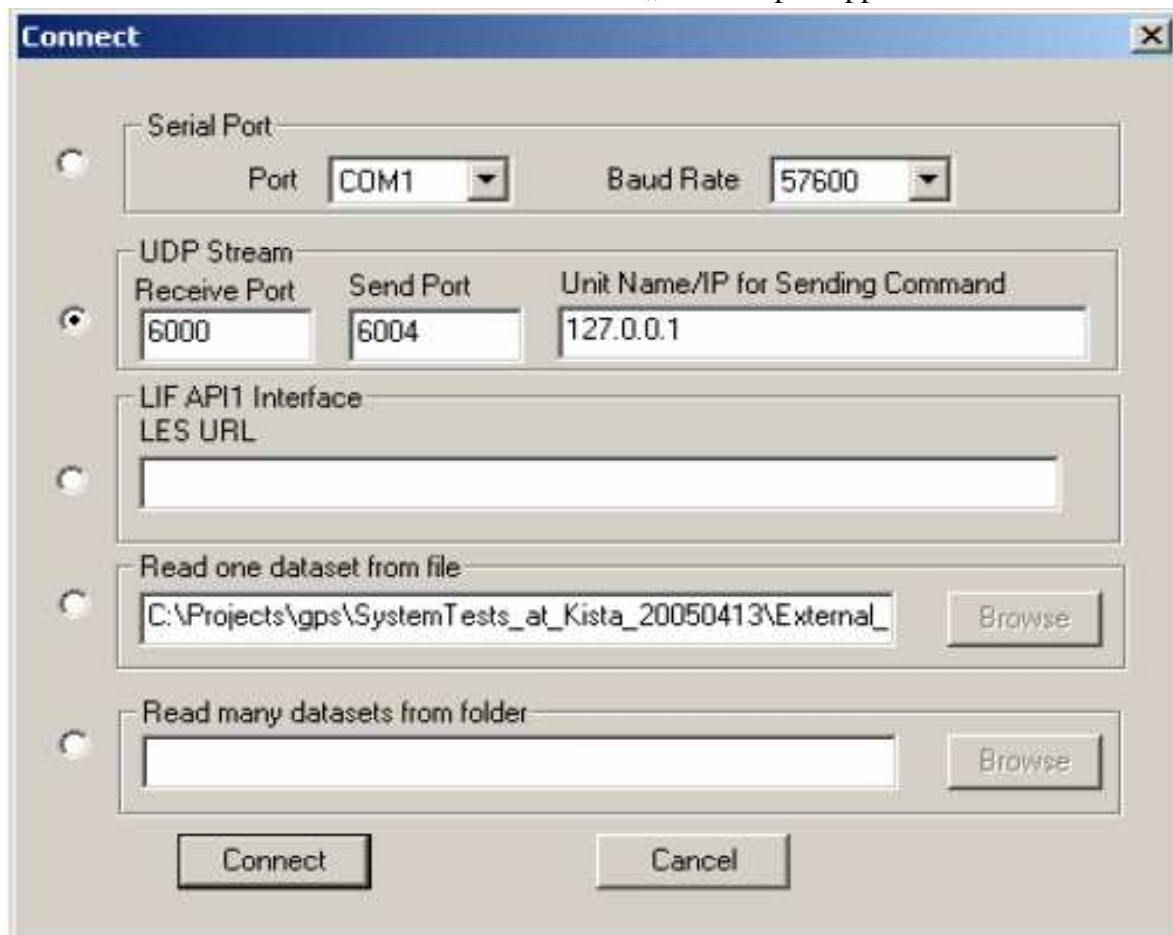 Connect
Serial Port
Port COM1 Baud Rate 57600
UDP Stream
Receive Port Send Port Unit Name/IP for Sending Command
6000 6004 127.0.0.1
LIF API1 Interface
LES URL
Read one dataset from file
C:\Projects\gps\SystemTests_at_Kista_20050413\External_ Browse
Read many datasets from folder
Browse
Connect Cancel